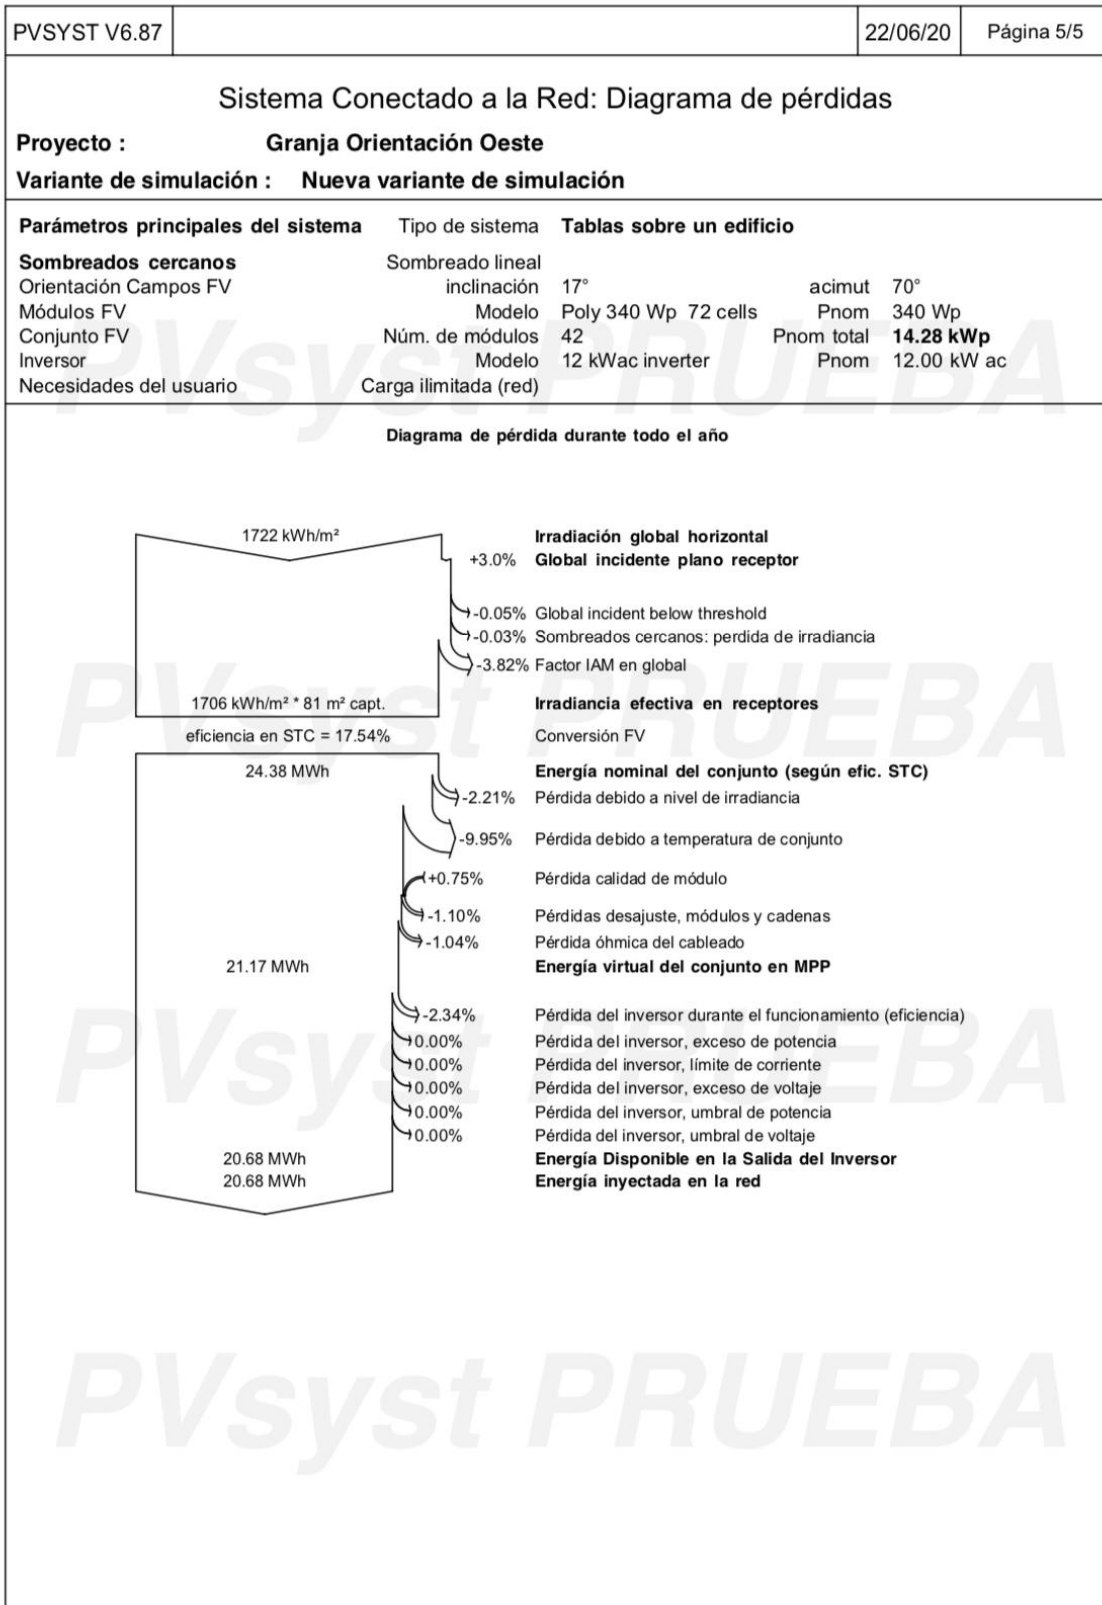 PVSYST V6.87 22/06/20 Página 5/5
Sistema Conectado a la Red: Diagrama de pérdidas
Proyecto : Granja Orientación Oeste
Variante de simulación : Nueva variante de simulación
Parámetros principales del sistema Tipo de sistema Tablas sobre un edificio
Sombreados cercanos Sombreado lineal
Orientación Campos FV inclinación 17° acimut 70°
Módulos FV Modelo Poly 340 Wp 72 cells Pnom 340 Wp
Conjunto FV Núm. de módulos 42 Pnom total 14.28 kWp
Inversor Modelo 12 kWac inverter Pnom 12.00 kW ac
Necesidades del usuario Carga ilimitada (red)
PVsyst PRUEBA
Diagrama de pérdida durante todo el año
1722 kWh/m² Irradiación global horizontal
+3.0% Global incidente plano receptor
-0.05% Global incident below threshold
-0.03% Sombreados cercanos: perdida de irradiancia
-3.82% Factor IAM en global
PVsyst PRUEBA
1706 kWh/m² * 81 m² capt. Irradiancia efectiva en receptores
eficiencia en STC = 17.54% Conversión FV
24.38 MWh Energía nominal del conjunto (según efic. STC)
-2.21% Pérdida debido a nivel de irradiancia
-9.95% Pérdida debido a temperatura de conjunto
+0.75% Pérdida calidad de módulo
-1.10% Pérdidas desajuste, módulos y cadenas
-1.04% Pérdida óhmica del cableado
21.17 MWh Energía virtual del conjunto en MPP
-2.34% Pérdida del inversor durante el funcionamiento (eficiencia)
0.00% Pérdida del inversor, exceso de potencia
0.00% Pérdida del inversor, límite de corriente
PVsyst PRUEBA
0.00% Pérdida del inversor, exceso de voltaje
0.00% Pérdida del inversor, umbral de potencia
0.00% Pérdida del inversor, umbral de voltaje
20.68 MWh Energía Disponible en la Salida del Inversor
20.68 MWh Energía inyectada en la red
PVsyst PRUEBA